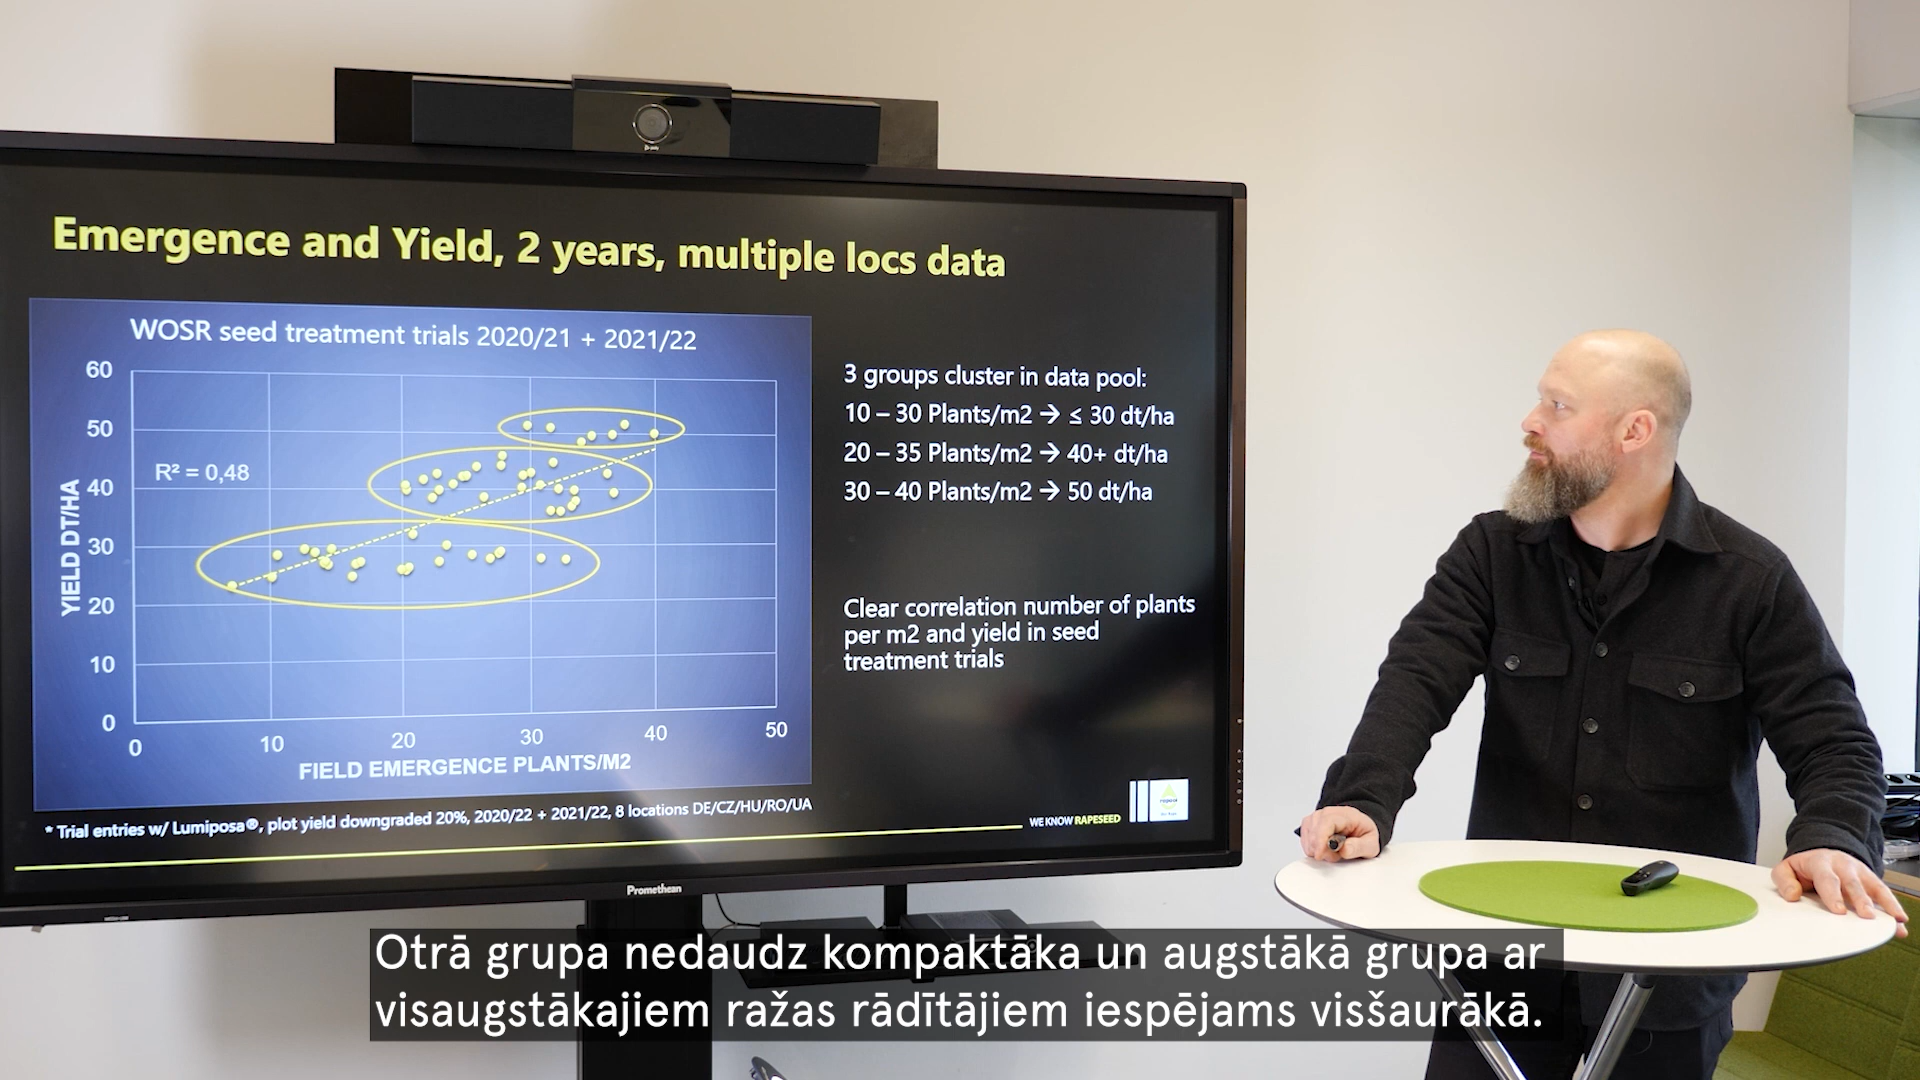 Emergence and Yield, 2 years, multiple locs data
WOSR seed treatment trials 2020/21 + 2021/22
60
50
40
30
20
10
0
R² = 0,48
YIELD DT/HA
0
10
20
30
40
50
FIELD EMERGENCE PLANTS/M2
3 groups cluster in data pool:
10 – 30 Plants/m2 → ≤ 30 dt/ha
20 – 35 Plants/m2 → 40+ dt/ha
30 – 40 Plants/m2 → 50 dt/ha
Clear correlation number of plants
per m2 and yield in seed
treatment trials
* Trial entries w/ Lumiposa®, plot yield downgraded 20%, 2020/22 + 2021/22, 8 locations DE/CZ/HU/RO/UA
WE KNOW RAPESEED
rapool
Promethean
poly
Otrā grupa nedaudz kompaktāka un augstākā grupa ar
visaugstākajiem ražas rādītājiem iespējams visšaurākā.